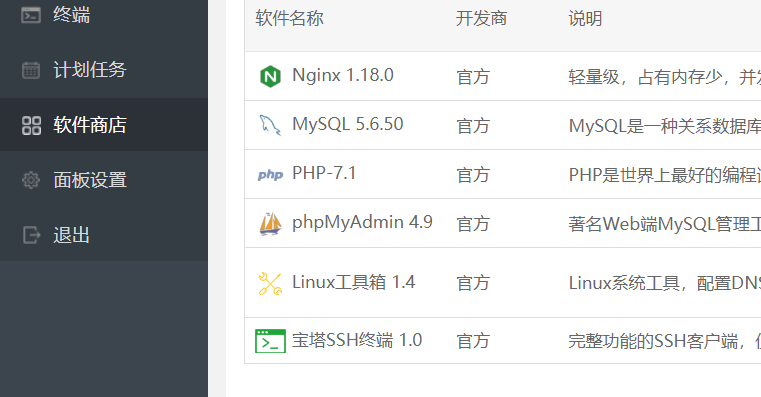 终端
计划任务
软件商店
面板设置
退出
软件名称 开发商 说明
Nginx 1.18.0 官方 轻量级，占有内存少，并发
MySQL 5.6.50 官方 MySQL是一种关系数据库
php PHP-7.1 官方 PHP是世界上最好的编程
phpMyAdmin 4.9 官方 著名Web端MySQL管理工
Linux工具箱 1.4 官方 Linux系统工具，配置DNS
宝塔SSH终端 1.0 官方 完整功能的SSH客户端，